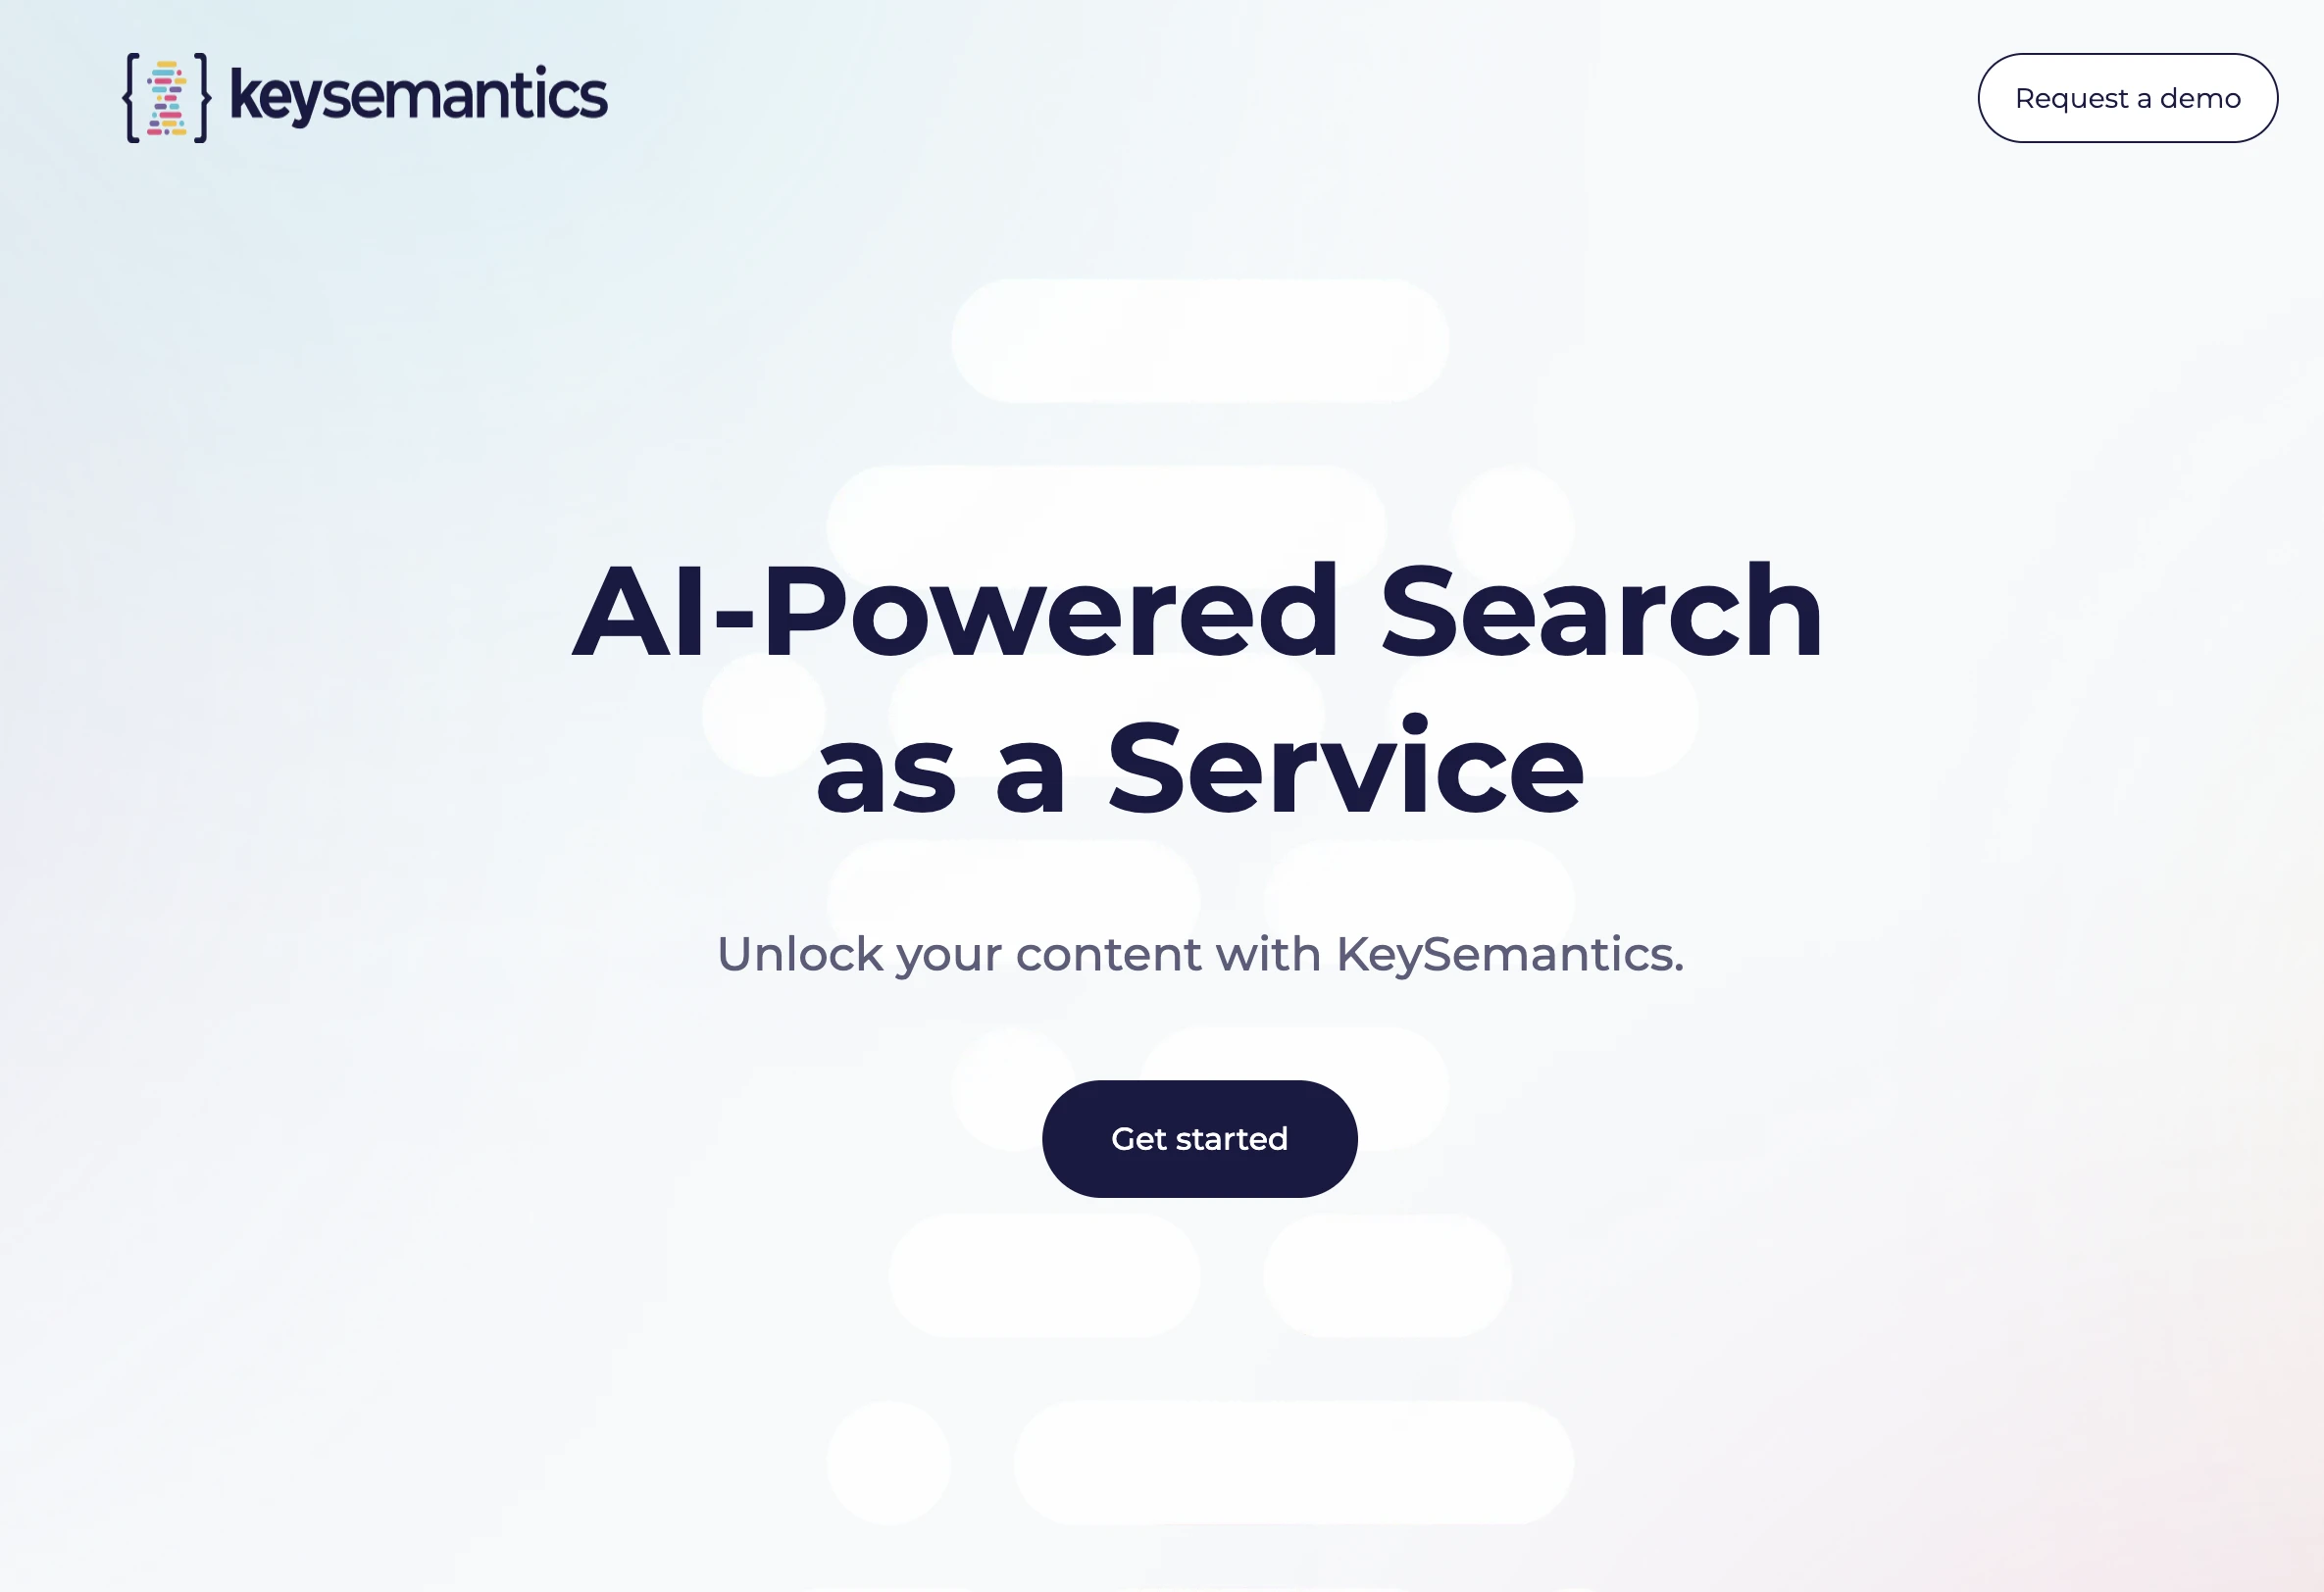 keysemantics
Request a demo
AI-Powered Search
as a Service
Unlock your content with KeySemantics.
Get started